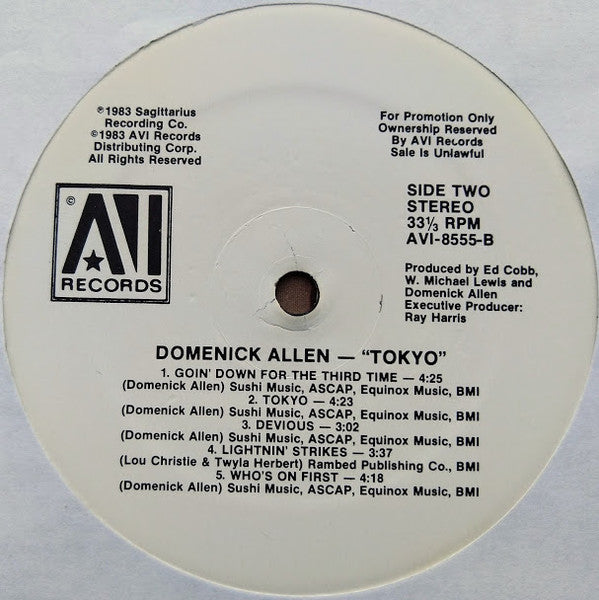 ℗1983 Sagittarius
Recording Co.
©1983 AVI Records
Distributing Corp.
All Rights Reserved
For Promotion Only
Ownership Reserved
By AVI Records
Sale Is Unlawful
©
AVI
RECORDS
SIDE TWO
STEREO
33⅓ RPM
AVI-8555-B
Produced by Ed Cobb,
W. Michael Lewis and
Domenick Allen
Executive Producer:
Ray Harris
DOMENICK ALLEN — “TOKYO”
1. GOIN' DOWN FOR THE THIRD TIME — 4:25
(Domenick Allen) Sushi Music, ASCAP, Equinox Music, BMI
2. TOKYO — 4:23
(Domenick Allen) Sushi Music, ASCAP, Equinox Music, BMI
3. DEVIOUS — 3:02
(Domenick Allen) Sushi Music, ASCAP, Equinox Music, BMI
4. LIGHTNIN' STRIKES — 3:37
(Lou Christie & Twyla Herbert) Rambed Publishing Co., BMI
5. WHO'S ON FIRST — 4:18
(Domenick Allen) Sushi Music, ASCAP, Equinox Music, BMI